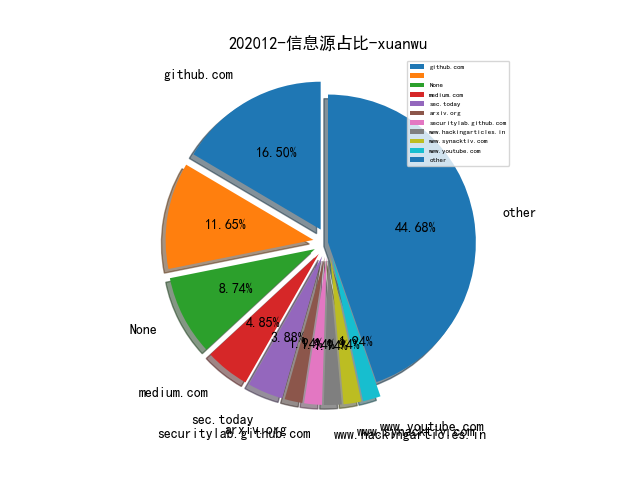 202012-信息源占比-xuanwu
github.com
16.50%
11.65%
None
8.74%
medium.com
4.85%
sec.today
3.88%
arxiv.org
securitylab.github.com
www.hackingarticles.in
www.youtube.com
other
44.68%
github.com
None
medium.com
sec.today
arxiv.org
securitylab.github.com
www.hackingarticles.in
www.synacktiv.com
www.youtube.com
other